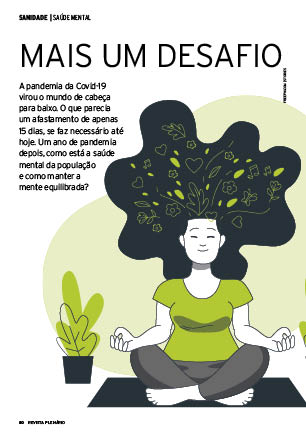 SANIDADE | SAÚDE MENTAL
MAIS UM DESAFIO
A pandemia da Covid-19
virou o mundo de cabeça
para baixo. O que parecia
um afastamento de apenas
15 dias, se faz necessário até
hoje. Um ano de pandemia
depois, como está a saúde
mental da população
e como manter a
mente equilibrada?
REVISTA PLENÁRIO